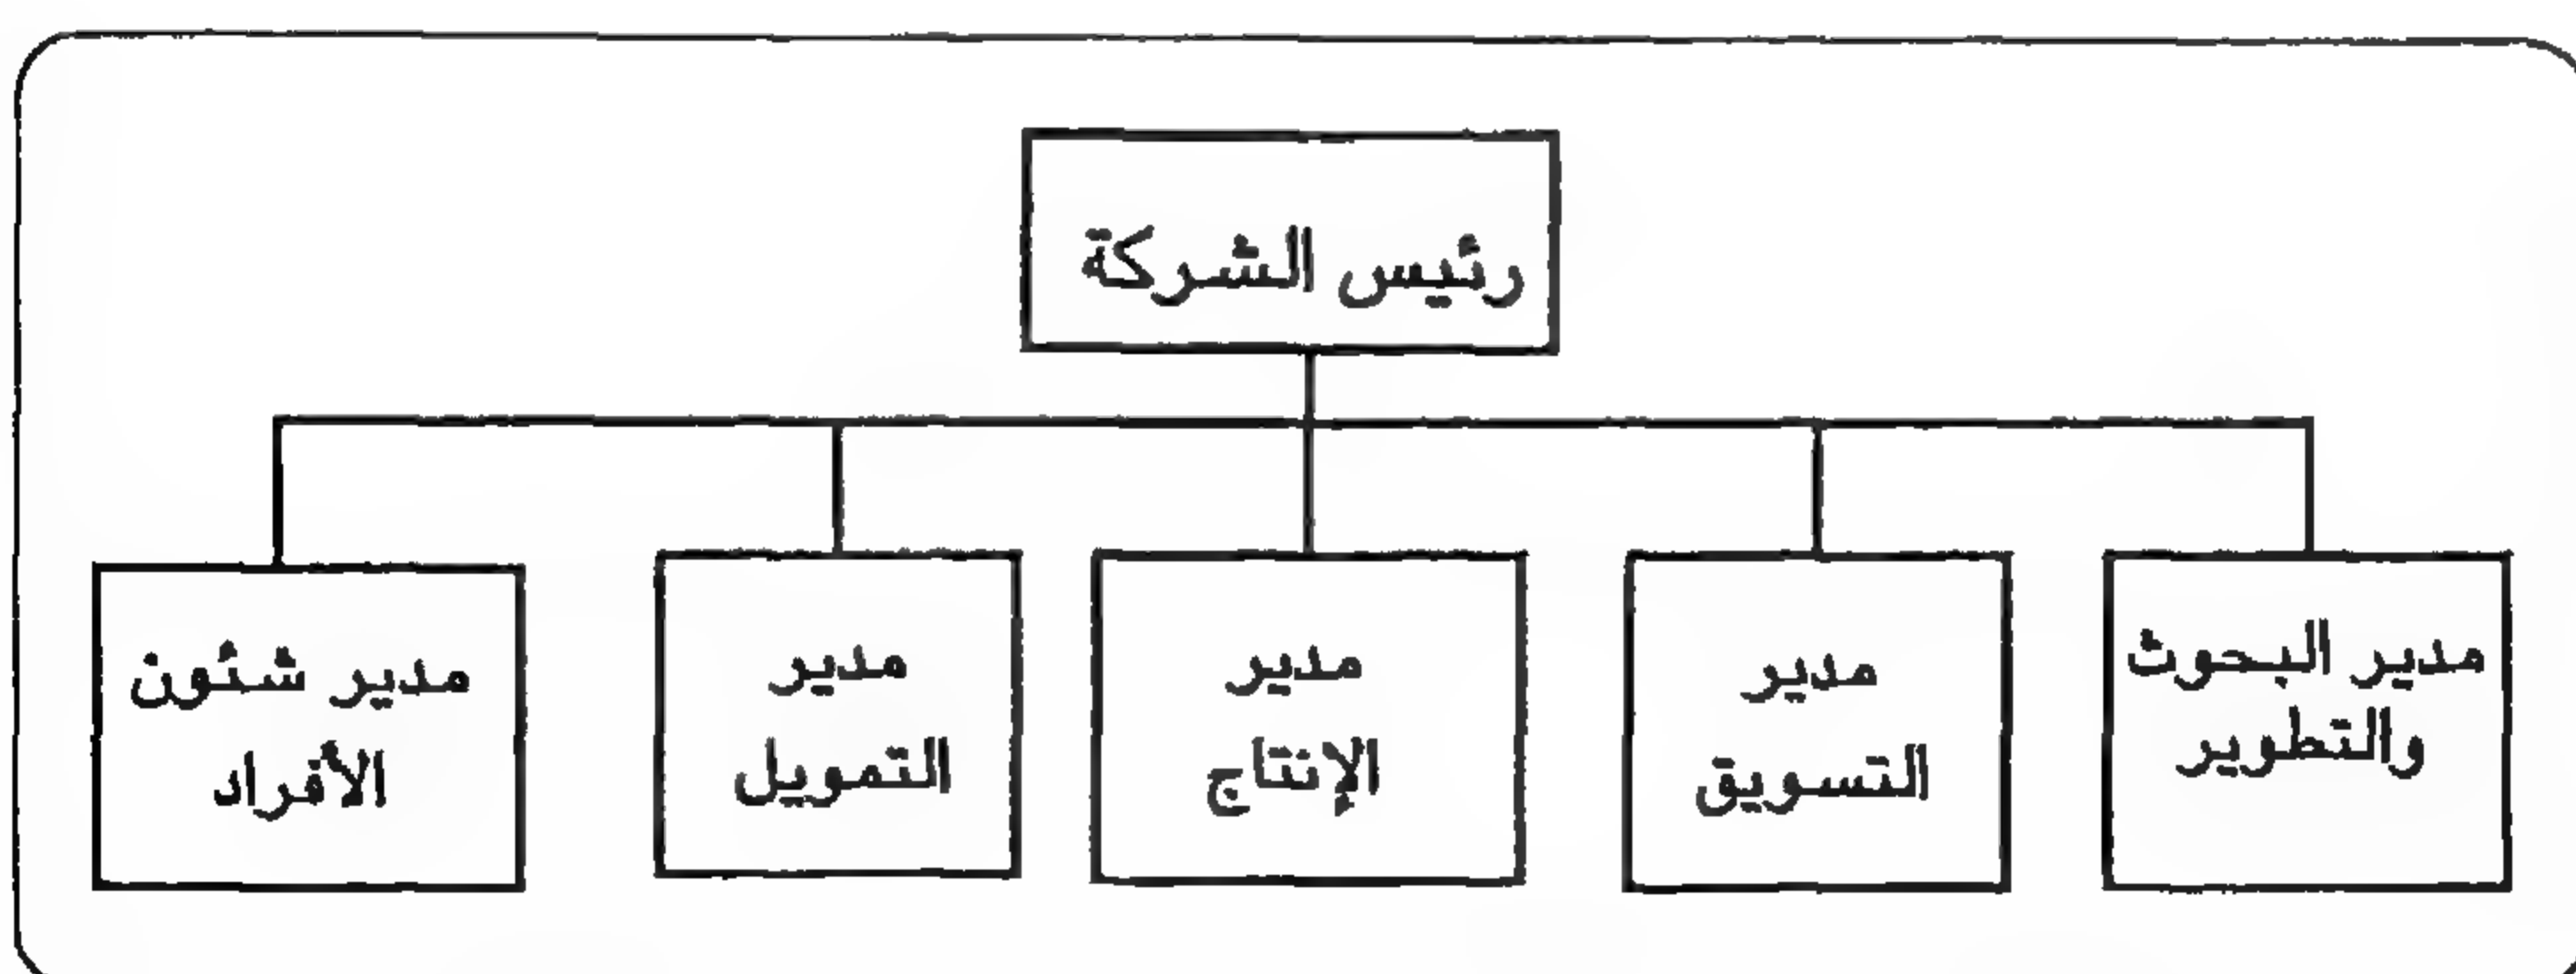 رئيس الشركة
مدير البحوث
والتطوير
مدير
التسويق
مدير
الإنتاج
مدير
التمويل
مدير شئون
الأفراد